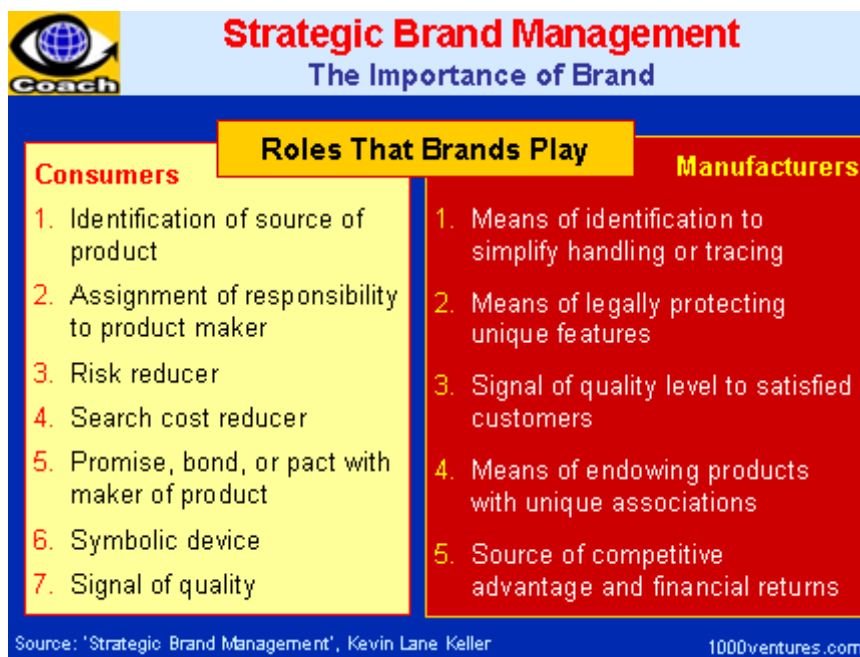 Coach
Strategic Brand Management
The Importance of Brand
Roles That Brands Play
Consumers
1. Identification of source of
product
2. Assignment of responsibility
to product maker
3. Risk reducer
4. Search cost reducer
5. Promise, bond, or pact with
maker of product
6. Symbolic device
7. Signal of quality
Manufacturers
1. Means of identification to
simplify handling or tracing
2. Means of legally protecting
unique features
3. Signal of quality level to satisfied
customers
4. Means of endowing products
with unique associations
5. Source of competitive
advantage and financial returns
Source: 'Strategic Brand Management', Kevin Lane Keller
1000ventures.com